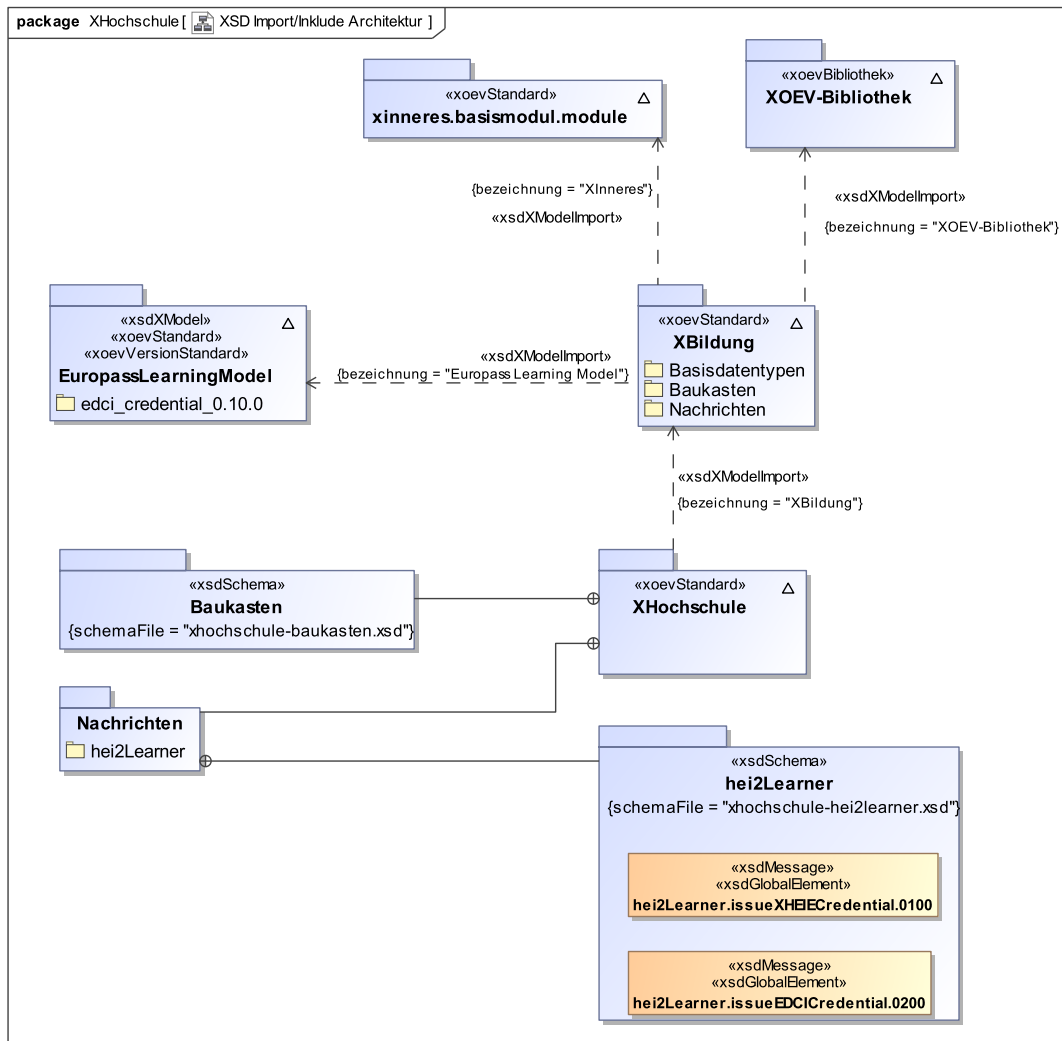 package XHochschule [ XSD Import/Inklude Architektur ]
«xoevStandard»
xinneres.basismodul.module
«xoevBibliothek»
XOEV-Bibliothek
{bezeichnung = "XInneres"}
«xsdXModelImport»
«xsdXModelImport»
{bezeichnung = "XOEV-Bibliothek"}
«xsdXModel»
«xoevStandard»
«xoevVersionStandard»
EuropassLearningModel
edci_credential_0.10.0
«xsdXModelImport»
{bezeichnung = "Europass Learning Model"}
«xoevStandard»
XBildung
Basisdatentypen
Baukasten
Nachrichten
«xsdXModelImport»
{bezeichnung = "XBildung"}
«xsdSchema»
Baukasten
{schemaFile = "xhochschule-baukasten.xsd"}
«xoevStandard»
XHochschule
Nachrichten
hei2Learner
«xsdSchema»
hei2Learner
{schemaFile = "xhochschule-hei2learner.xsd"}
«xsdMessage»
«xsdGlobalElement»
hei2Learner.issueXHEIECredential.0100
«xsdMessage»
«xsdGlobalElement»
hei2Learner.issueEDCICredential.0200